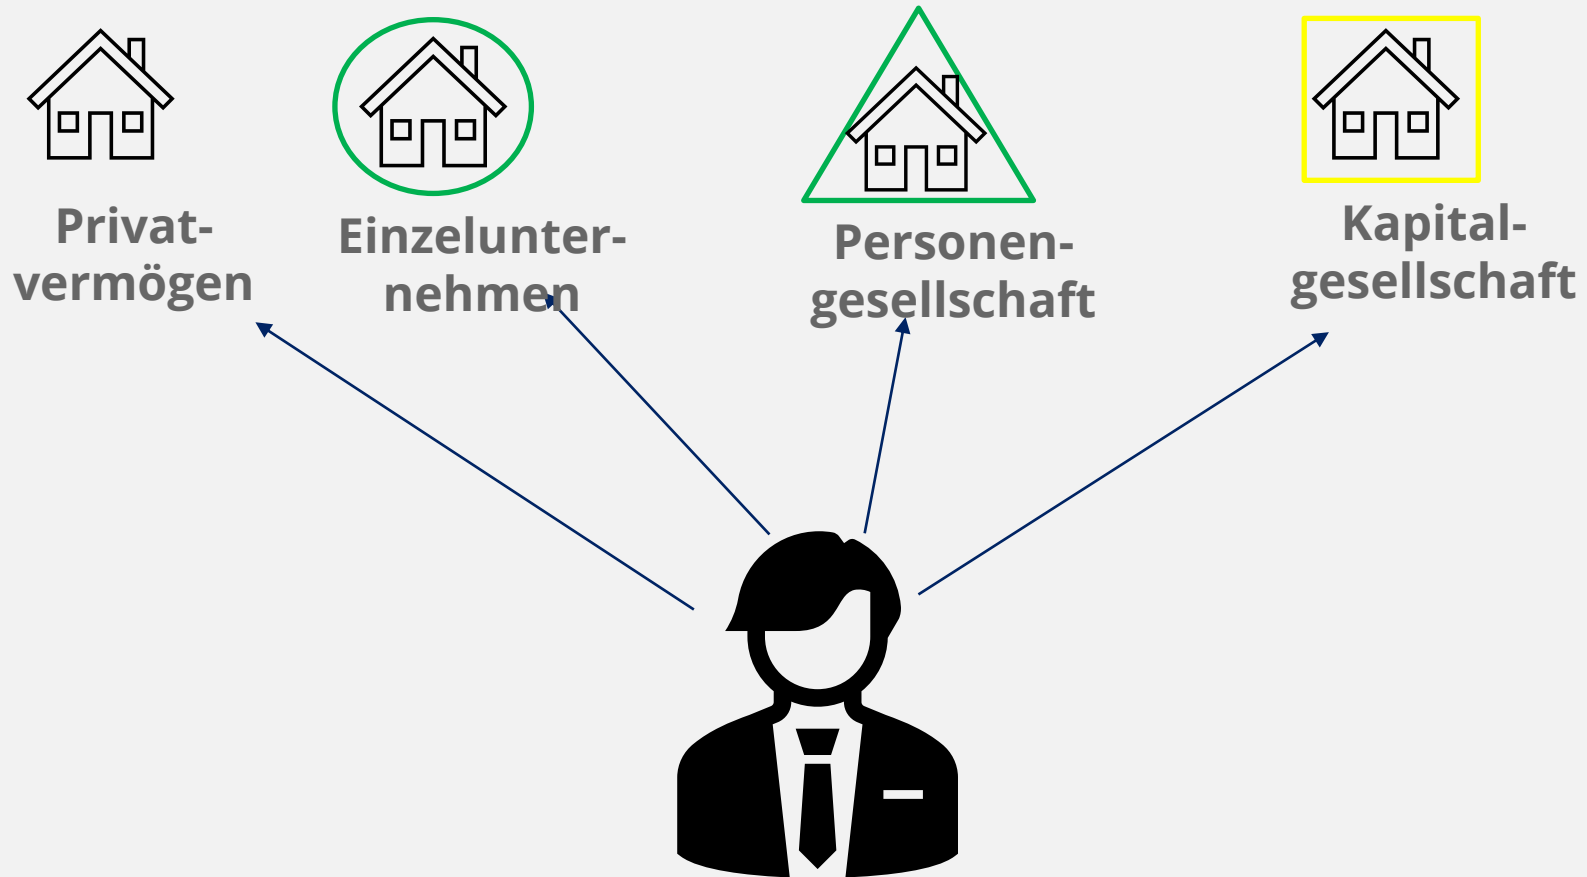 Privat-
vermögen
Einzelunter-
nehmen
Personen-
gesellschaft
Kapital-
gesellschaft